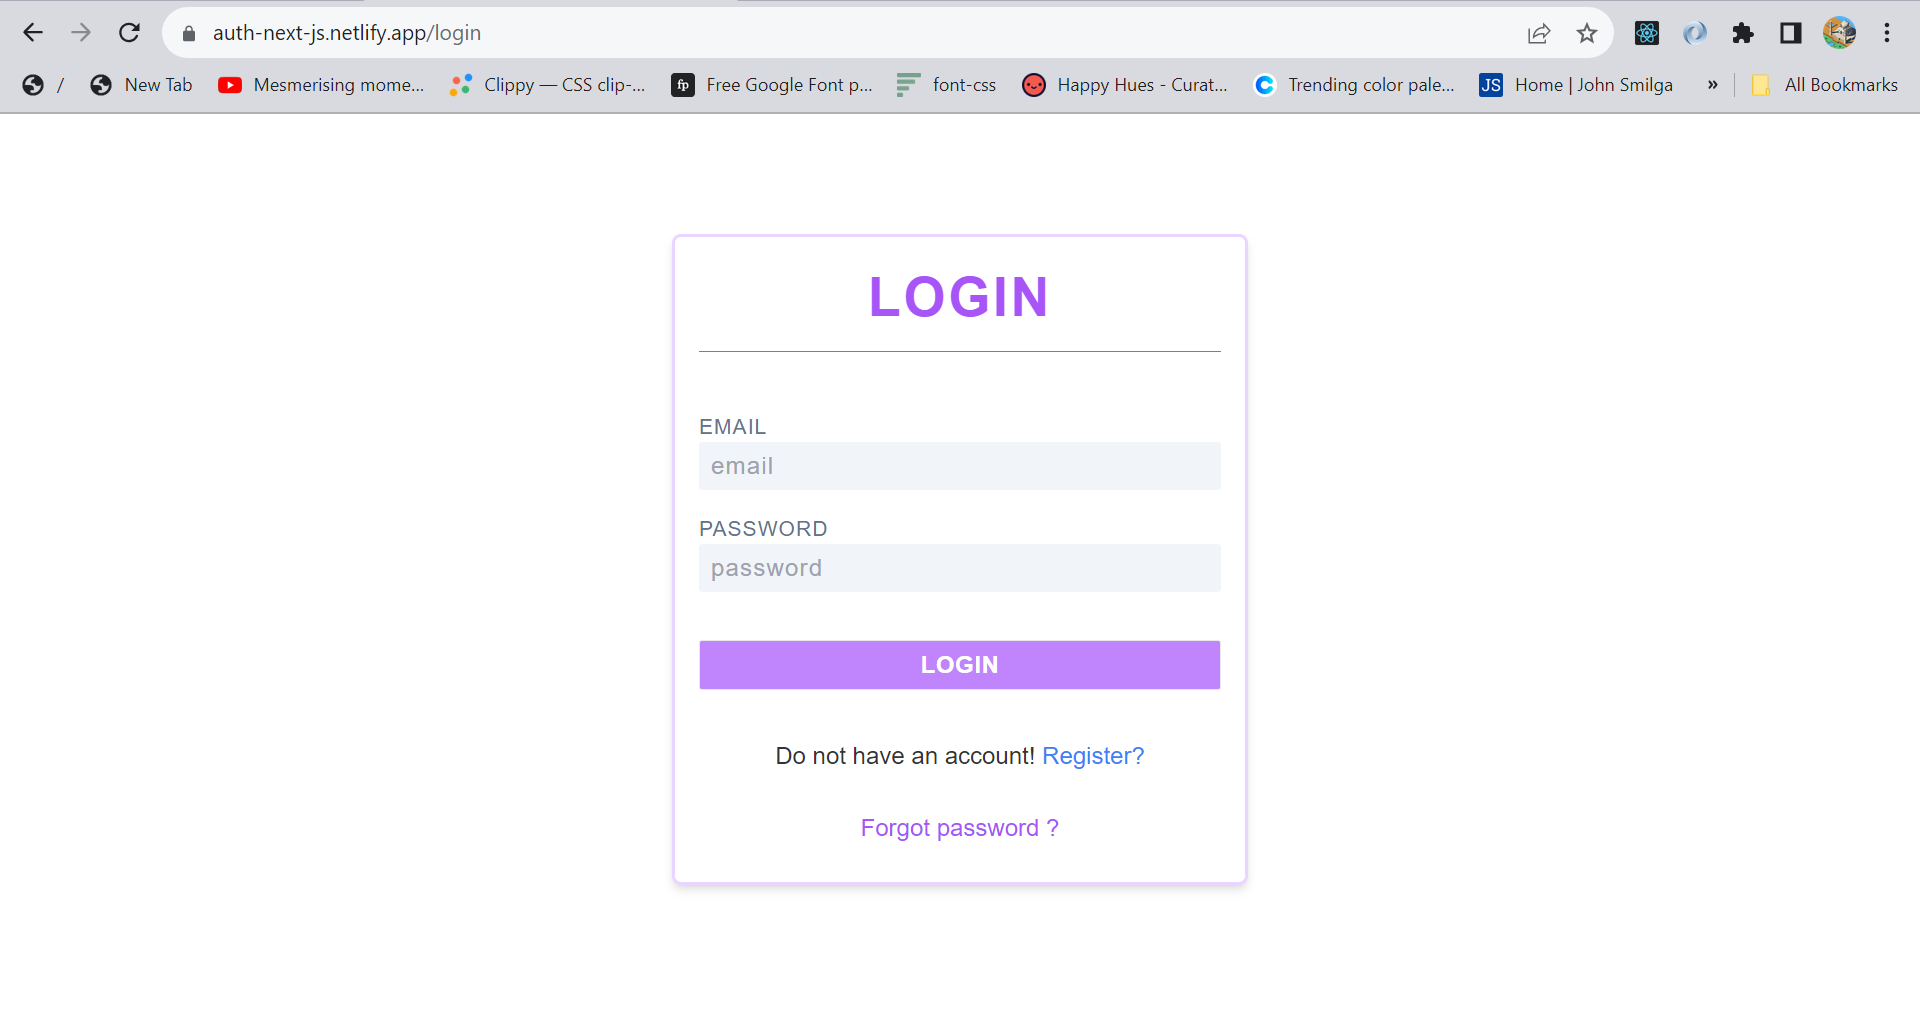 auth-next-js.netlify.app/login
/ New Tab Mesmerising mome... Clippy — CSS clip-... fp Free Google Font p... font-css Happy Hues - Curat... C Trending color pale... JS Home | John Smilga » All Bookmarks
LOGIN
EMAIL
email
PASSWORD
password
LOGIN
Do not have an account! Register?
Forgot password ?